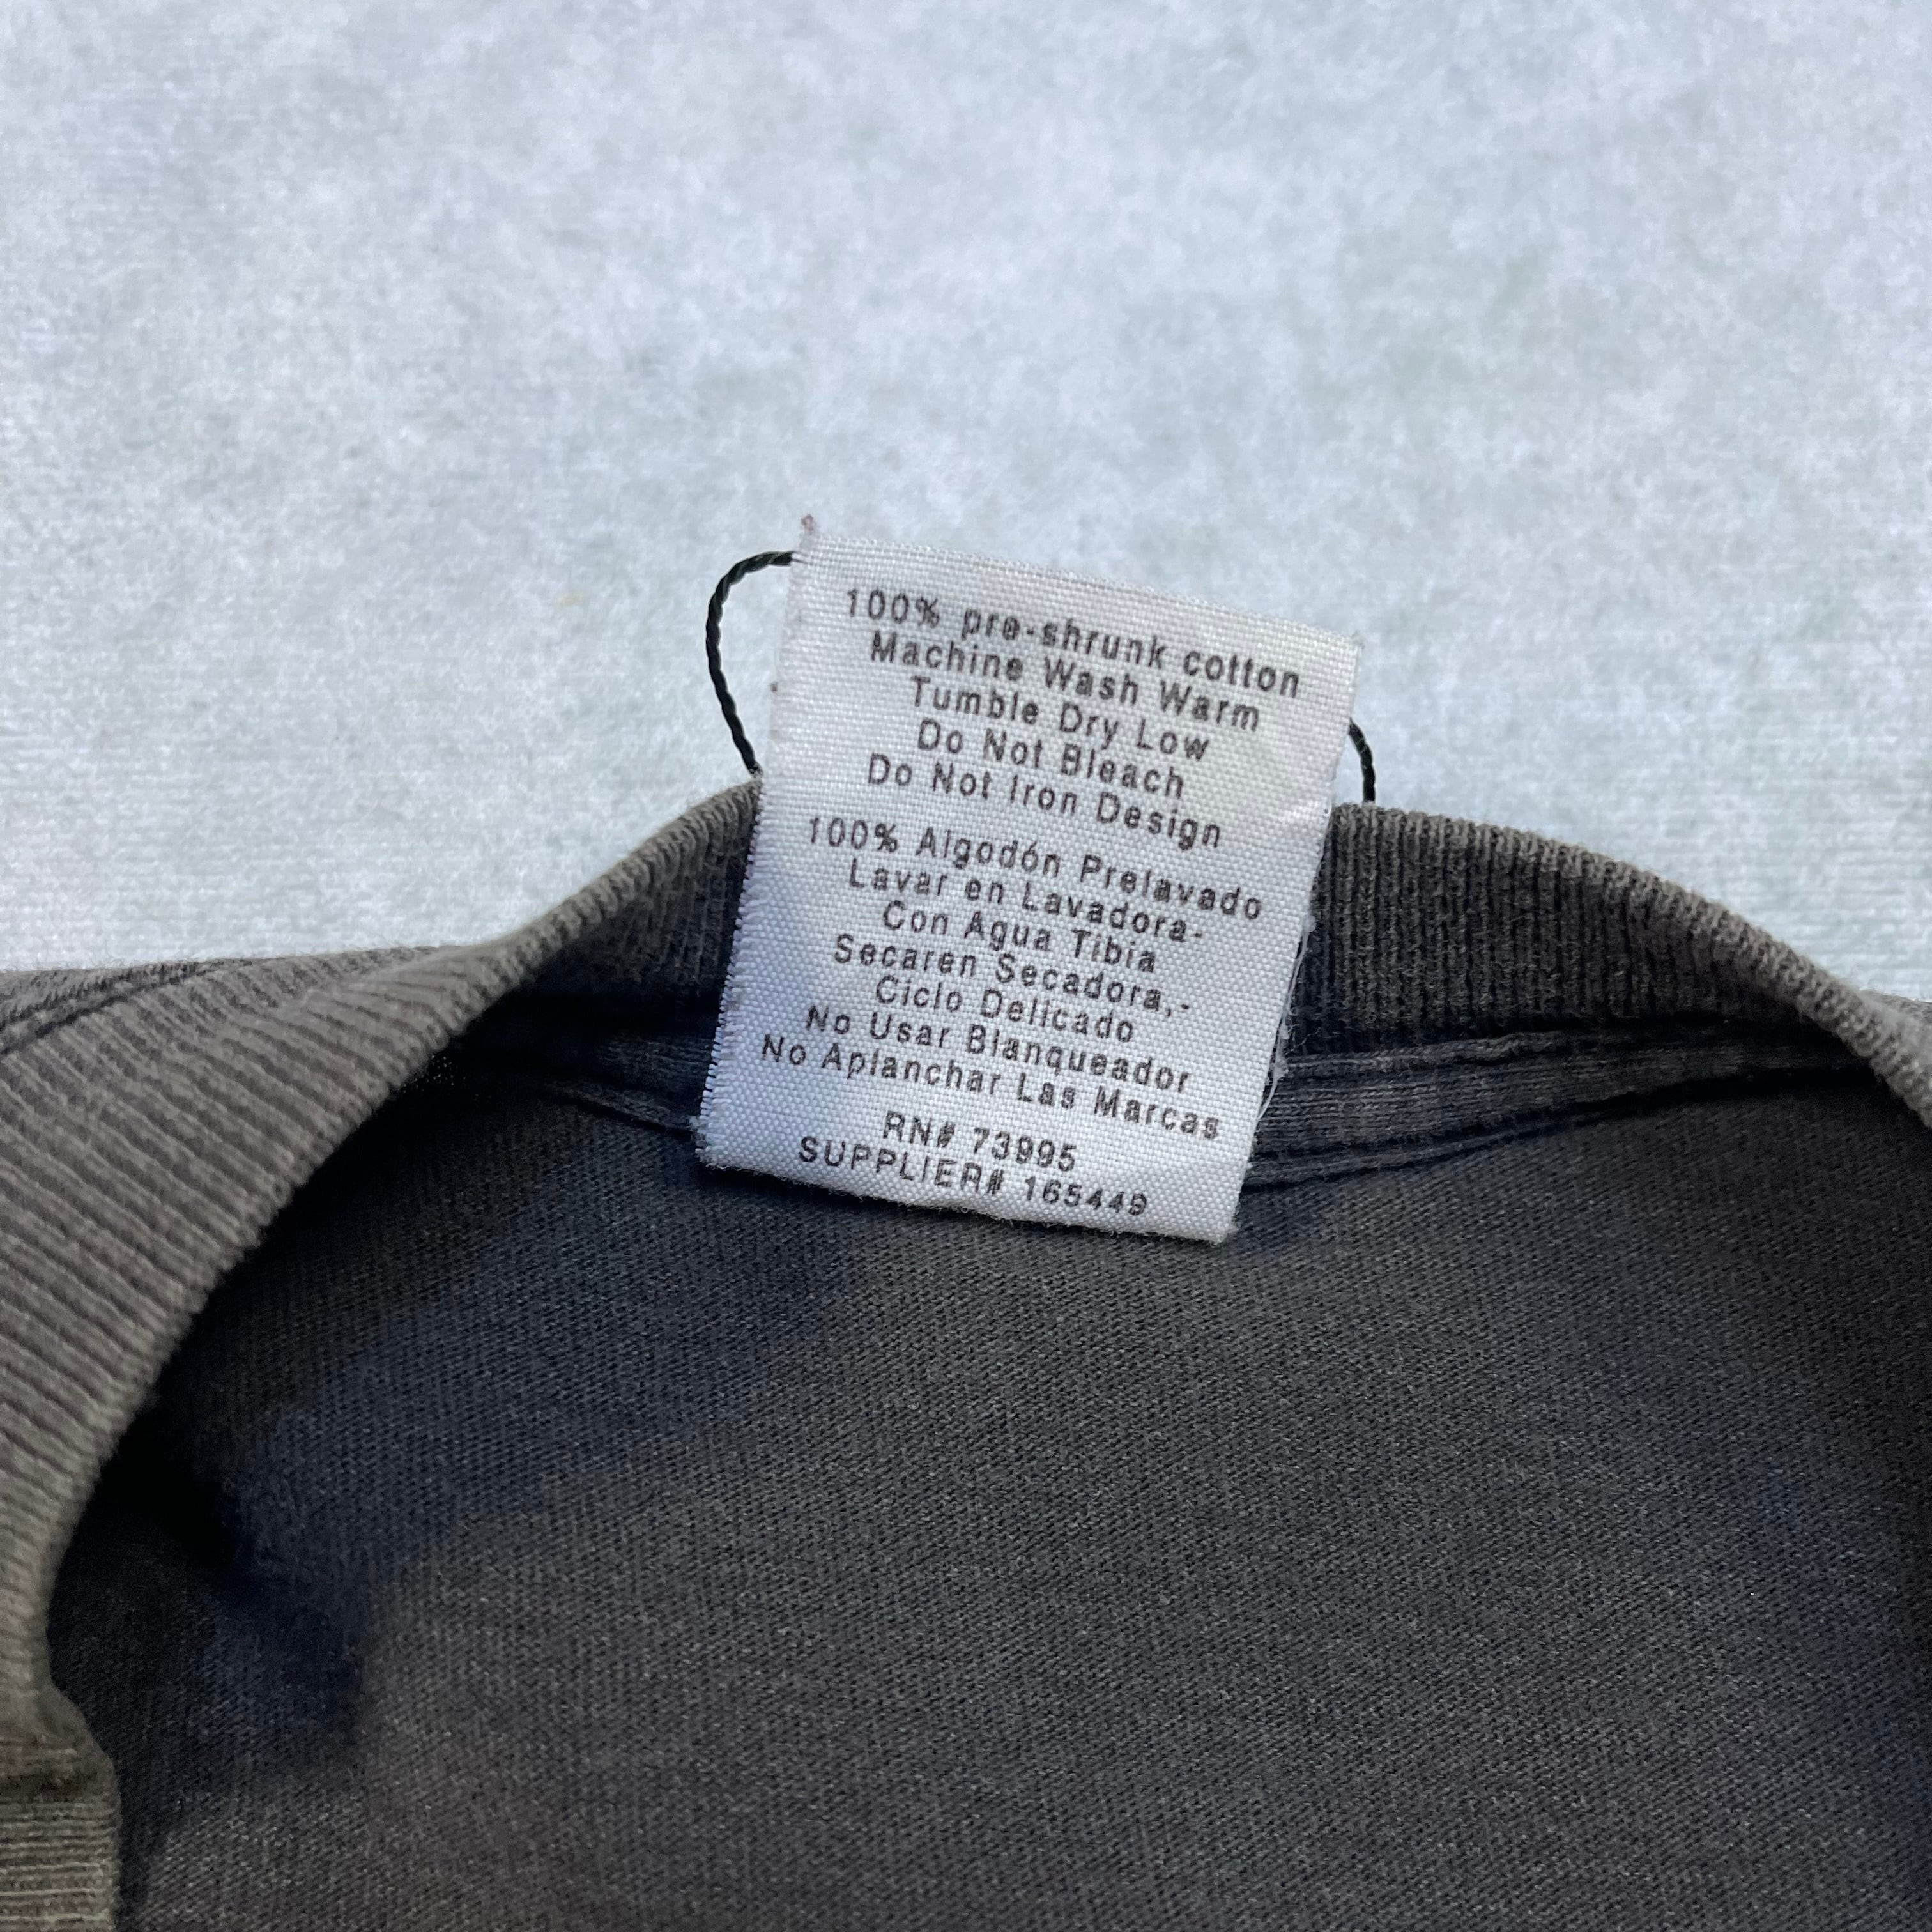 100% pre-shrunk cotton
Machine Wash Warm
Tumble Dry Low
Do Not Bleach
Do Not Iron Design
100% Algodón Prelavado
Lavar en Lavadora-
Con Agua Tibia
Secaren Secadora,-
Ciclo Delicado
No Usar Blanqueador
No Aplanchar Las Marcas
RN# 73995
SUPPLIER# 165449